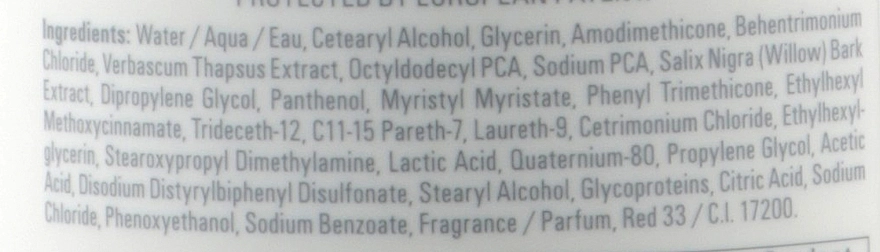 PROTECTED BY EUROPEAN
Ingredients: Water / Aqua / Eau, Cetearyl Alcohol, Glycerin, Amodimethicone, Behentrimonium
Chloride, Verbascum Thapsus Extract, Octyldodecyl PCA, Sodium PCA, Salix Nigra (Willow) Bark
Extract, Dipropylene Glycol, Panthenol, Myristyl Myristate, Phenyl Trimethicone, Ethylhexyl
Methoxycinnamate, Trideceth-12, C11-15 Pareth-7, Laureth-9, Cetrimonium Chloride, Ethylhexyl-
glycerin, Stearoxypropyl Dimethylamine, Lactic Acid, Quaternium-80, Propylene Glycol, Acetic
Acid, Disodium Distyrylbiphenyl Disulfonate, Stearyl Alcohol, Glycoproteins, Citric Acid, Sodium
Chloride, Phenoxyethanol, Sodium Benzoate, Fragrance / Parfum, Red 33 / C.I. 17200.